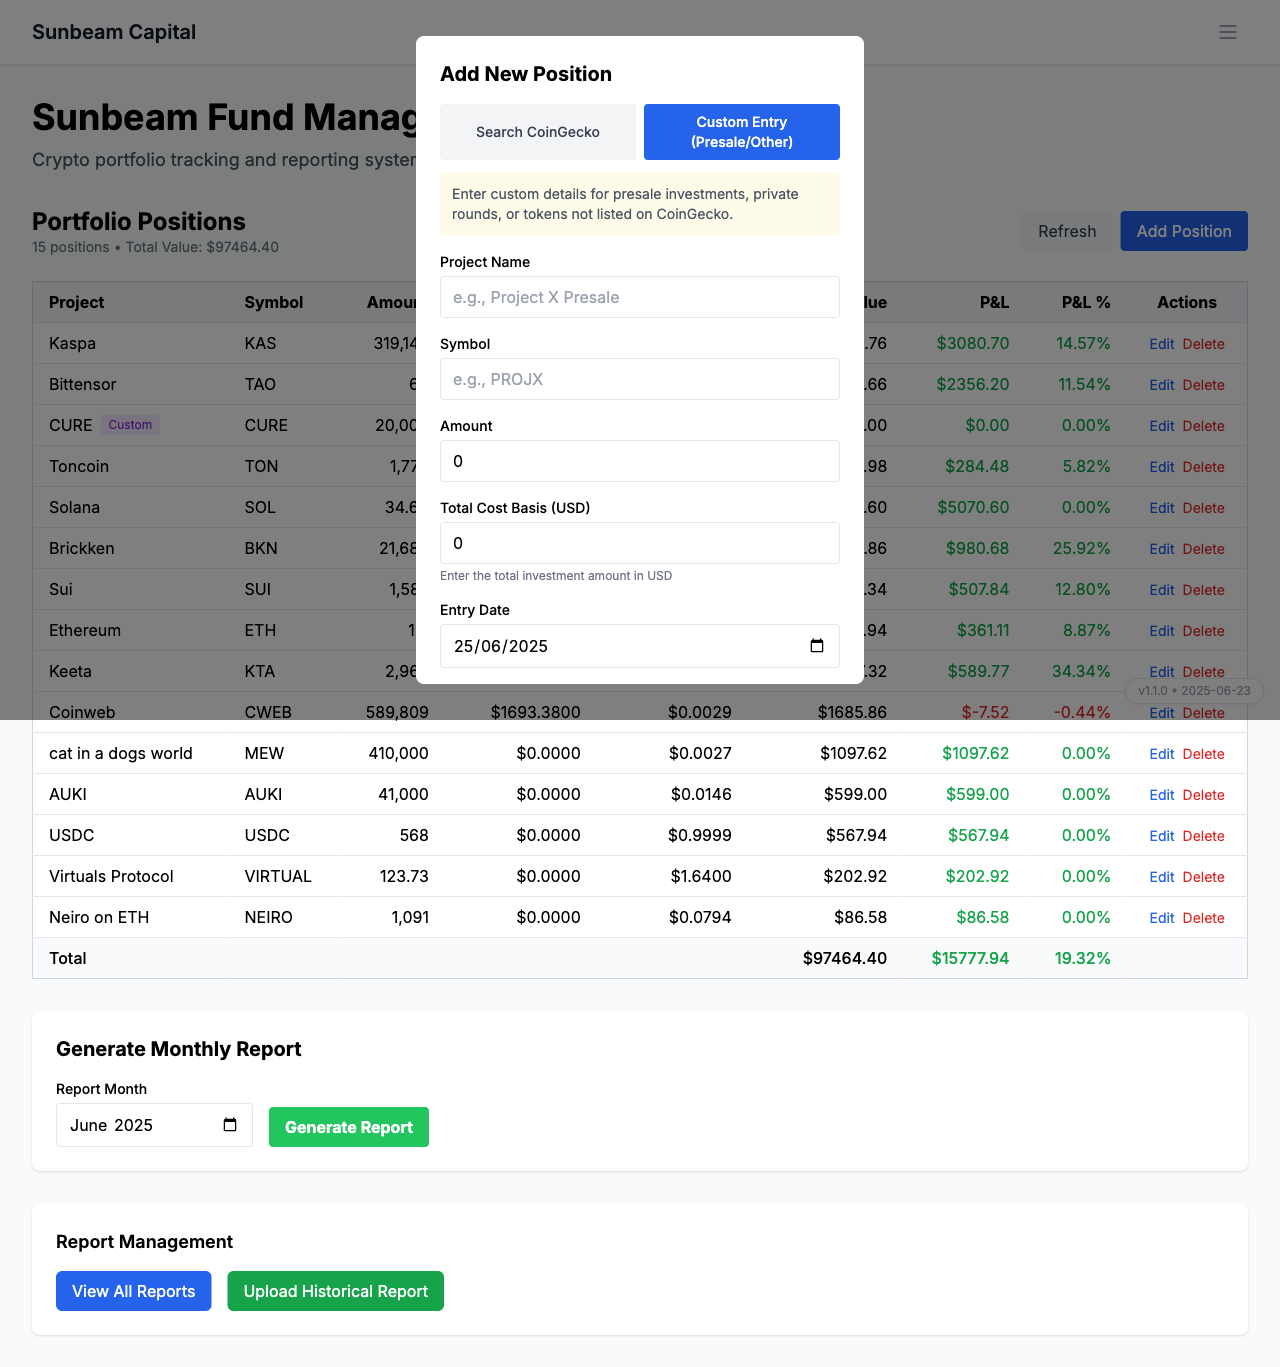 Sunbeam Capital
Add New Position
Search CoinGecko
Custom Entry
(Presale/Other)
Enter custom details for presale investments, private
rounds, or tokens not listed on CoinGecko.
Project Name
e.g., Project X Presale
Symbol
e.g., PROJX
Amount
0
Total Cost Basis (USD)
0
Enter the total investment amount in USD
Entry Date
25/06/2025
Sunbeam Fund Manag
Crypto portfolio tracking and reporting system
Portfolio Positions
15 positions • Total Value: $97464.40
Refresh
Add Position
Project Symbol Amoun lue P&L P&L % Actions
Kaspa KAS 319,14 .76 $3080.70 14.57% Edit Delete
Bittensor TAO 6 .66 $2356.20 11.54% Edit Delete
CURE Custom CURE 20,00 .00 $0.00 0.00% Edit Delete
Toncoin TON 1,77 .98 $284.48 5.82% Edit Delete
Solana SOL 34.6 .60 $5070.60 0.00% Edit Delete
Brickken BKN 21,68 .86 $980.68 25.92% Edit Delete
Sui SUI 1,58 .34 $507.84 12.80% Edit Delete
Ethereum ETH 1 .94 $361.11 8.87% Edit Delete
Keeta KTA 2,96 .32 $589.77 34.34% Edit Delete
v1.1.0 • 2025-06-23
Coinweb CWEB 589,809 $1693.3800 $0.0029 $1685.86 $-7.52 -0.44% Edit Delete
cat in a dogs world MEW 410,000 $0.0000 $0.0027 $1097.62 $1097.62 0.00% Edit Delete
AUKI AUKI 41,000 $0.0000 $0.0146 $599.00 $599.00 0.00% Edit Delete
USDC USDC 568 $0.0000 $0.9999 $567.94 $567.94 0.00% Edit Delete
Virtuals Protocol VIRTUAL 123.73 $0.0000 $1.6400 $202.92 $202.92 0.00% Edit Delete
Neiro on ETH NEIRO 1,091 $0.0000 $0.0794 $86.58 $86.58 0.00% Edit Delete
Total $97464.40 $15777.94 19.32%
Generate Monthly Report
Report Month
June 2025
Generate Report
Report Management
View All Reports
Upload Historical Report